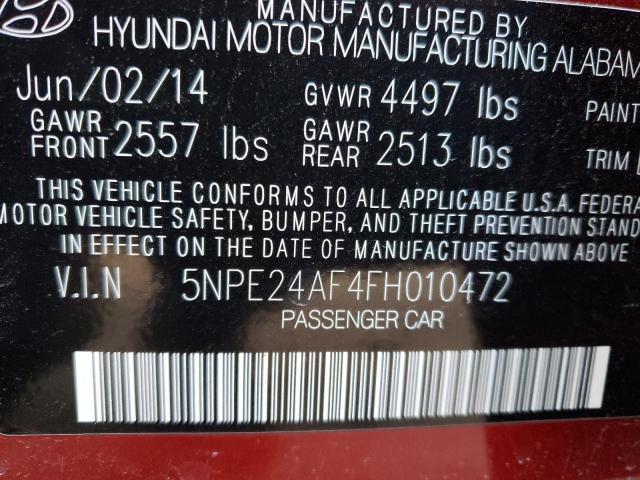 MANUFACTURED BY
HYUNDAI MOTOR MANUFACTURING ALABAM
Jun/02/14 GVWR 4497 lbs PAINT
GAWR FRONT 2557 lbs GAWR REAR 2513 lbs TRIM
THIS VEHICLE CONFORMS TO ALL APPLICABLE U.S.A. FEDERA
MOTOR VEHICLE SAFETY, BUMPER, AND THEFT PREVENTION STAND
IN EFFECT ON THE DATE OF MANUFACTURE SHOWN ABOVE
V.I.N 5NPE24AF4FH010472
PASSENGER CAR